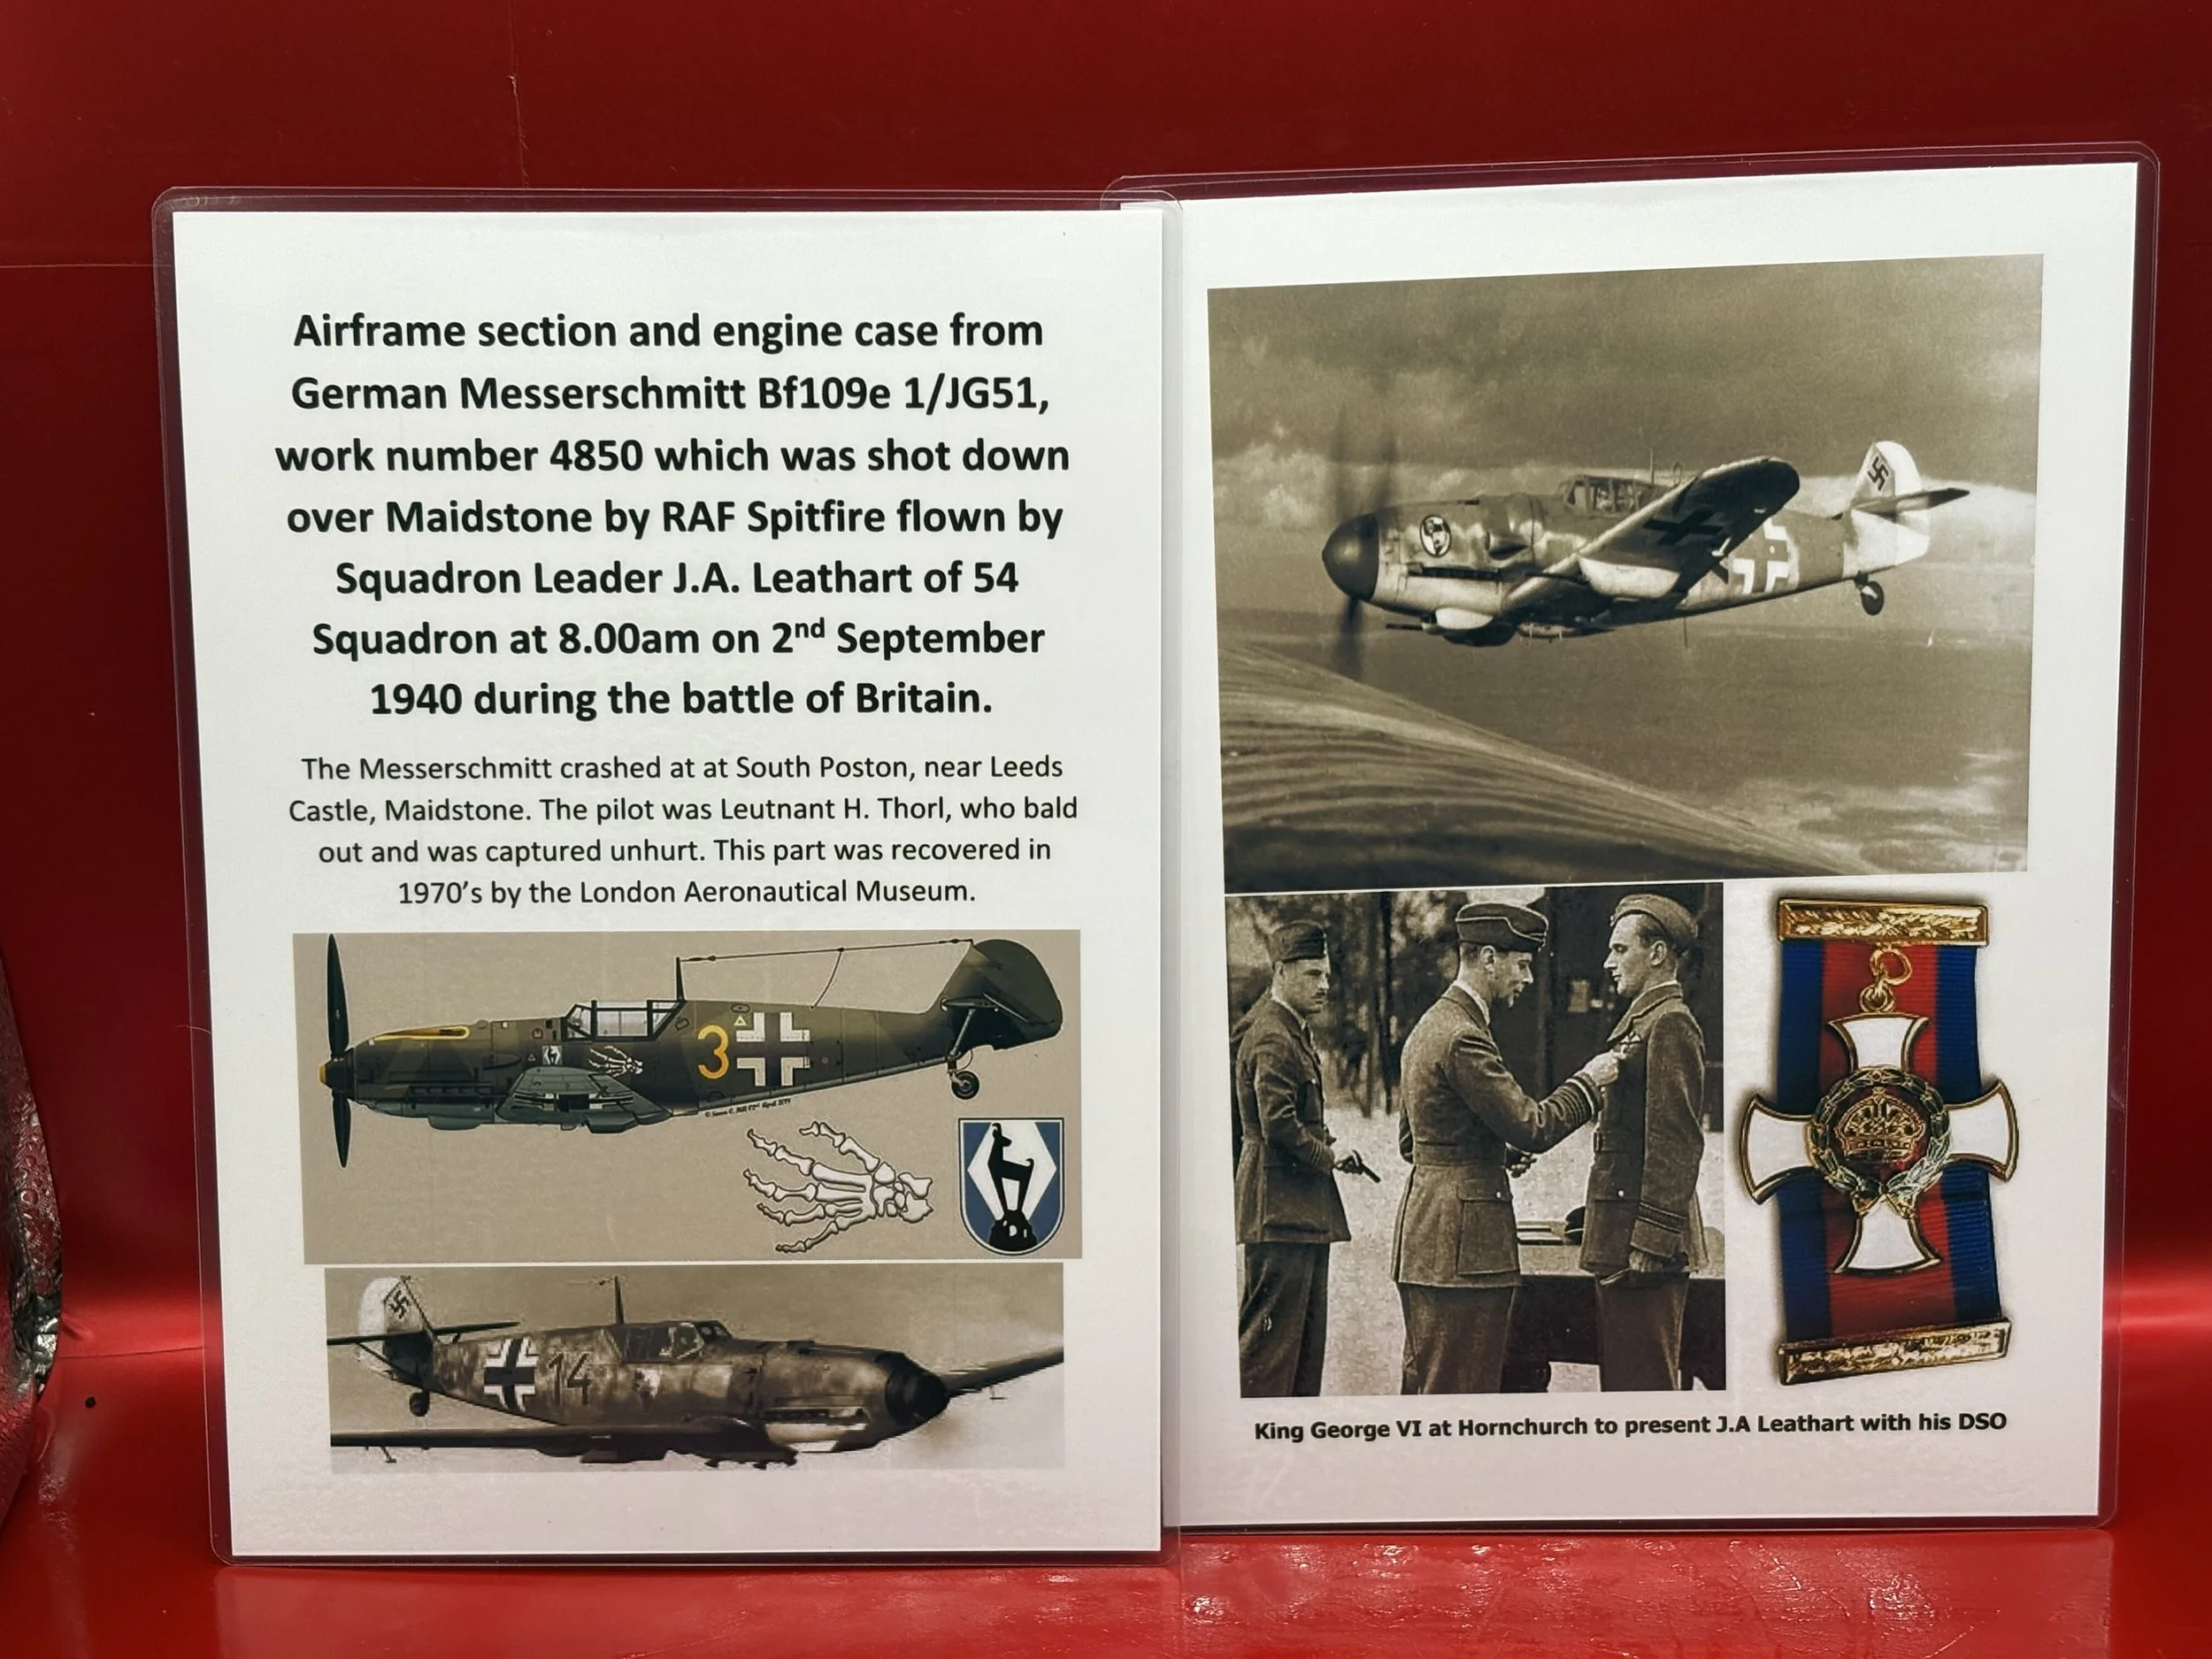 Airframe section and engine case from
German Messerschmitt Bf109e 1/JG51,
work number 4850 which was shot down
over Maidstone by RAF Spitfire flown by
Squadron Leader J.A. Leathart of 54
Squadron at 8.00am on 2nd September
1940 during the battle of Britain.
The Messerschmitt crashed at at South Poston, near Leeds
Castle, Maidstone. The pilot was Leutnant H. Thorl, who bald
out and was captured unhurt. This part was recovered in
1970's by the London Aeronautical Museum.
3
14
King George VI at Hornchurch to present J.A Leathart with his DSO